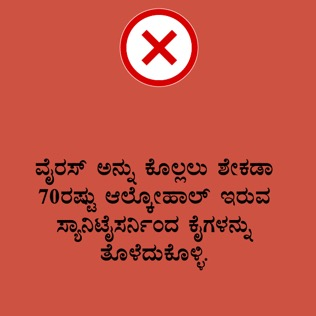 ವೈರಸ್ ಅನ್ನು ಕೊಲ್ಲಲು ಶೇಕಡಾ
70ರಷ್ಟು ಆಲ್ಕೋಹಾಲ್ ಇರುವ
ಸ್ಯಾನಿಟೈಸರ್ನಿಂದ ಕೈಗಳನ್ನು
ತೊಳೆದುಕೊಳ್ಳಿ.